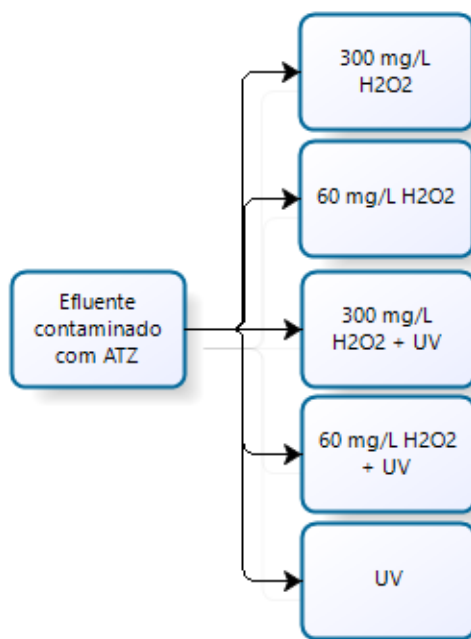 300 mg/L
H2O2
60 mg/L H2O2
Efluente
contaminado
com ATZ
300 mg/L
H2O2 + UV
60 mg/L H2O2
+ UV
UV